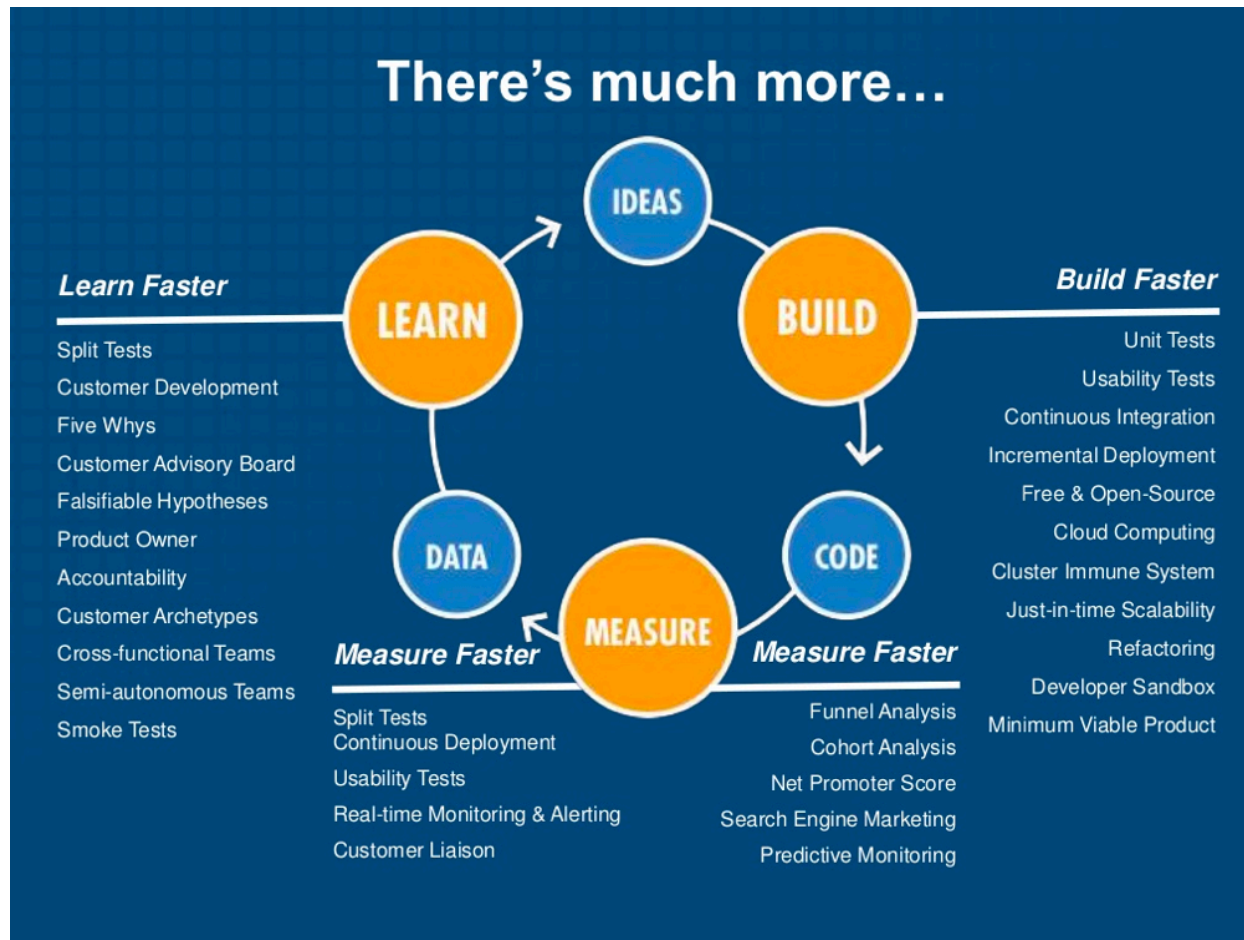 There's much more…
IDEAS
BUILD
CODE
MEASURE
DATA
LEARN
Learn Faster
Split Tests
Customer Development
Five Whys
Customer Advisory Board
Falsifiable Hypotheses
Product Owner
Accountability
Customer Archetypes
Cross-functional Teams
Semi-autonomous Teams
Smoke Tests
Build Faster
Unit Tests
Usability Tests
Continuous Integration
Incremental Deployment
Free & Open-Source
Cloud Computing
Cluster Immune System
Just-in-time Scalability
Refactoring
Developer Sandbox
Minimum Viable Product
Measure Faster
Split Tests
Continuous Deployment
Usability Tests
Real-time Monitoring & Alerting
Customer Liaison
Measure Faster
Funnel Analysis
Cohort Analysis
Net Promoter Score
Search Engine Marketing
Predictive Monitoring